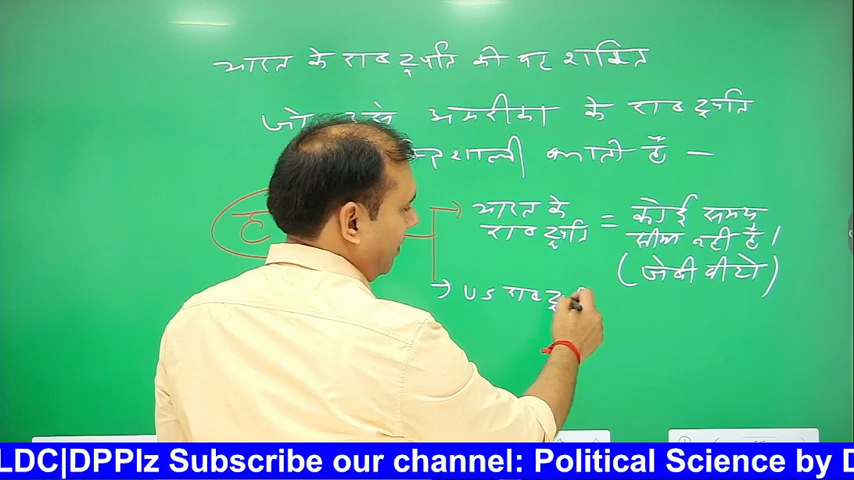 भारत के राष्ट्रपति की वह शक्ति
जो उसे अमरीका के राष्ट्रपति
शाली बनाती है -
भारत के
राष्ट्रपति = कोई समय
सीमा नहीं है।
(जेबी वीटो)
→ US राष्ट्र
LDC|DPPlz Subscribe our channel: Political Science by D